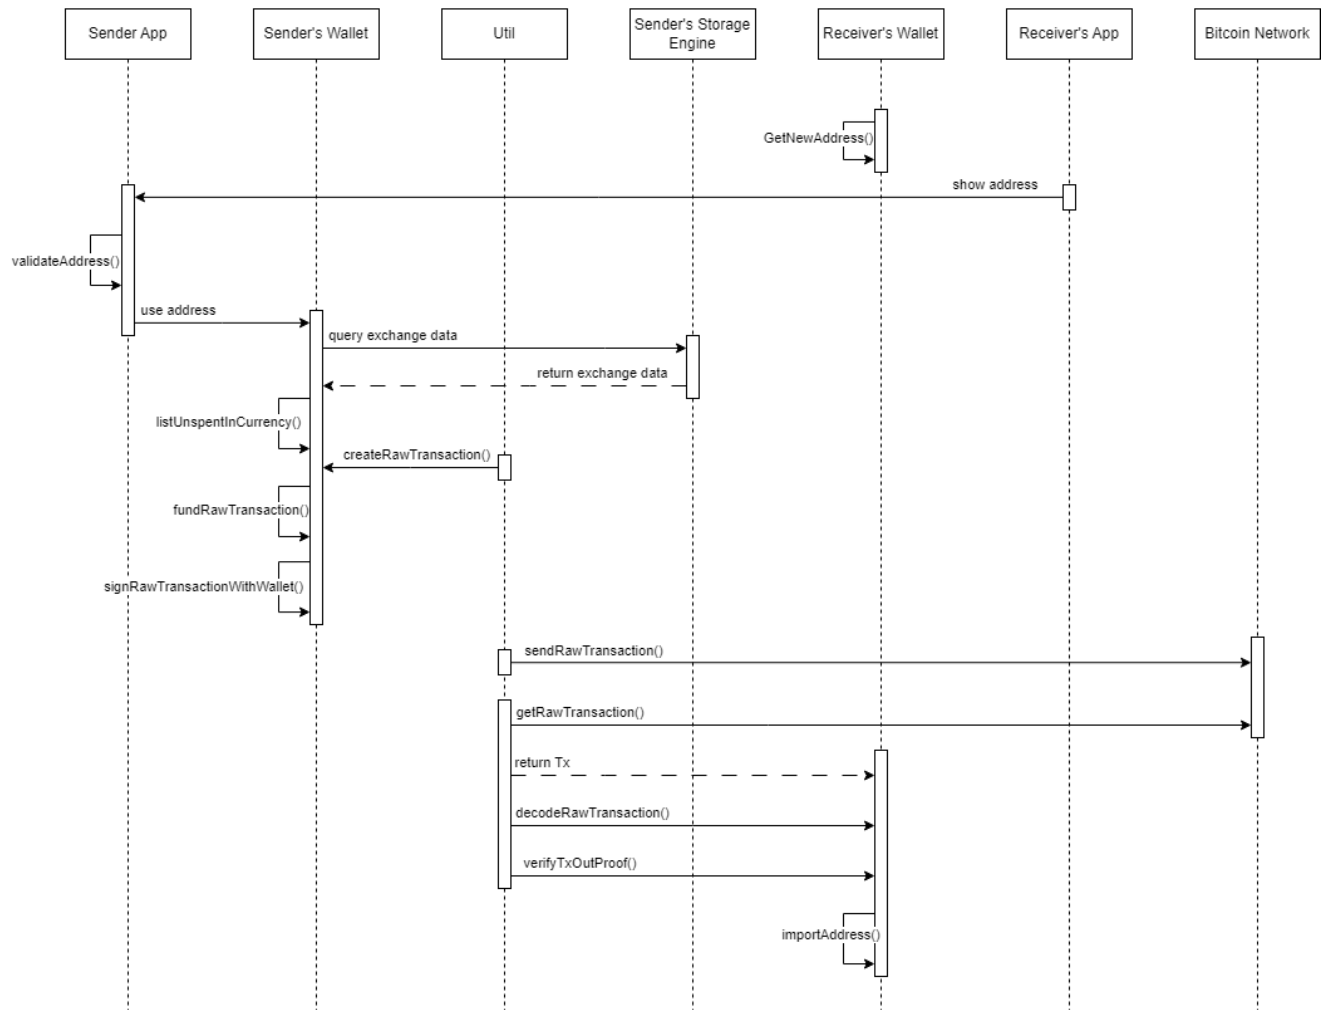 Sender App
Sender's Wallet
Util
Sender's Storage
Engine
Receiver's Wallet
Receiver's App
Bitcoin Network
GetNewAddress()
show address
validateAddress()
use address
query exchange data
return exchange data
listUnspentInCurrency()
createRawTransaction()
fundRawTransaction()
signRawTransactionWithWallet()
sendRawTransaction()
getRawTransaction()
return Tx
decodeRawTransaction()
verifyTxOutProof()
importAddress()